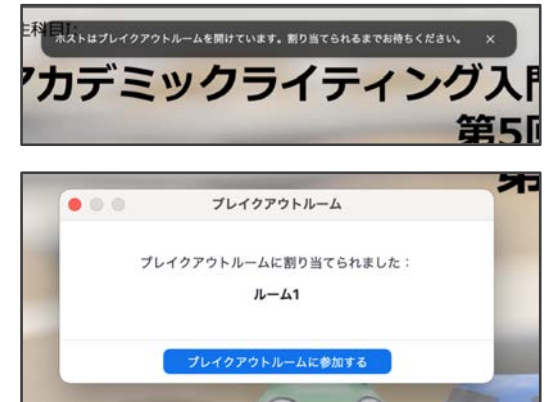 ホストはブレイクアウトルームを開けています。割り当てられるまでお待ちください。 ×
カデミックライティング入
第5
ブレイクアウトルーム
ブレイクアウトルームに割り当てられました：
ルーム1
ブレイクアウトルームに参加する